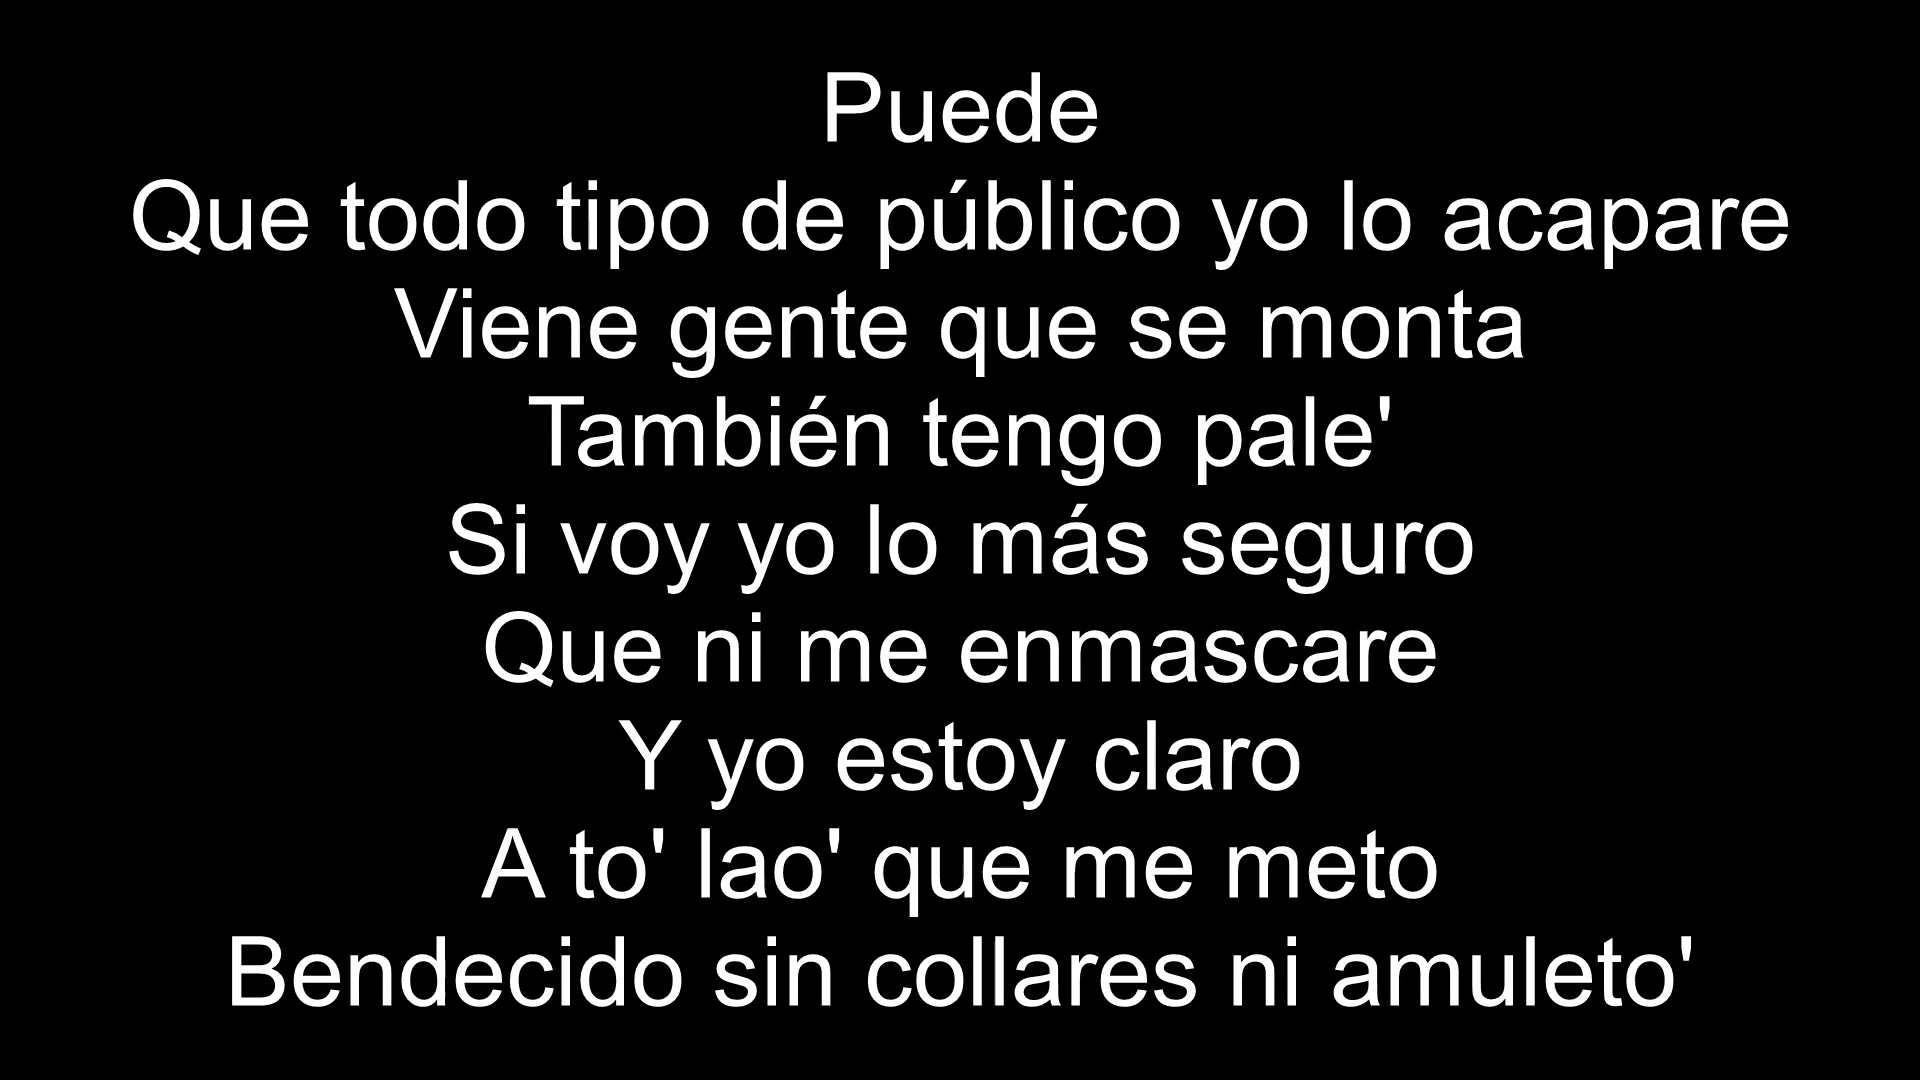 Puede
Que todo tipo de público yo lo acapare
Viene gente que se monta
También tengo pale'
Si voy yo lo más seguro
Que ni me enmascare
Y yo estoy claro
A to' lao' que me meto
Bendecido sin collares ni amuleto'